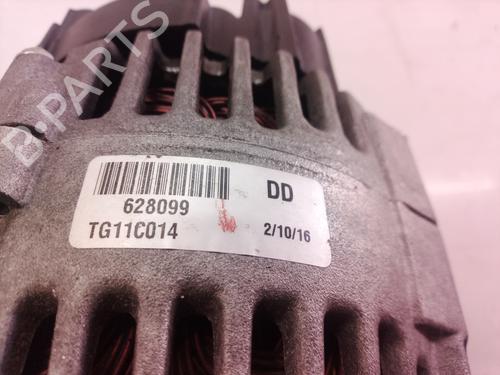 B-PARTS
DD
628099
TG11C014
2/10/16